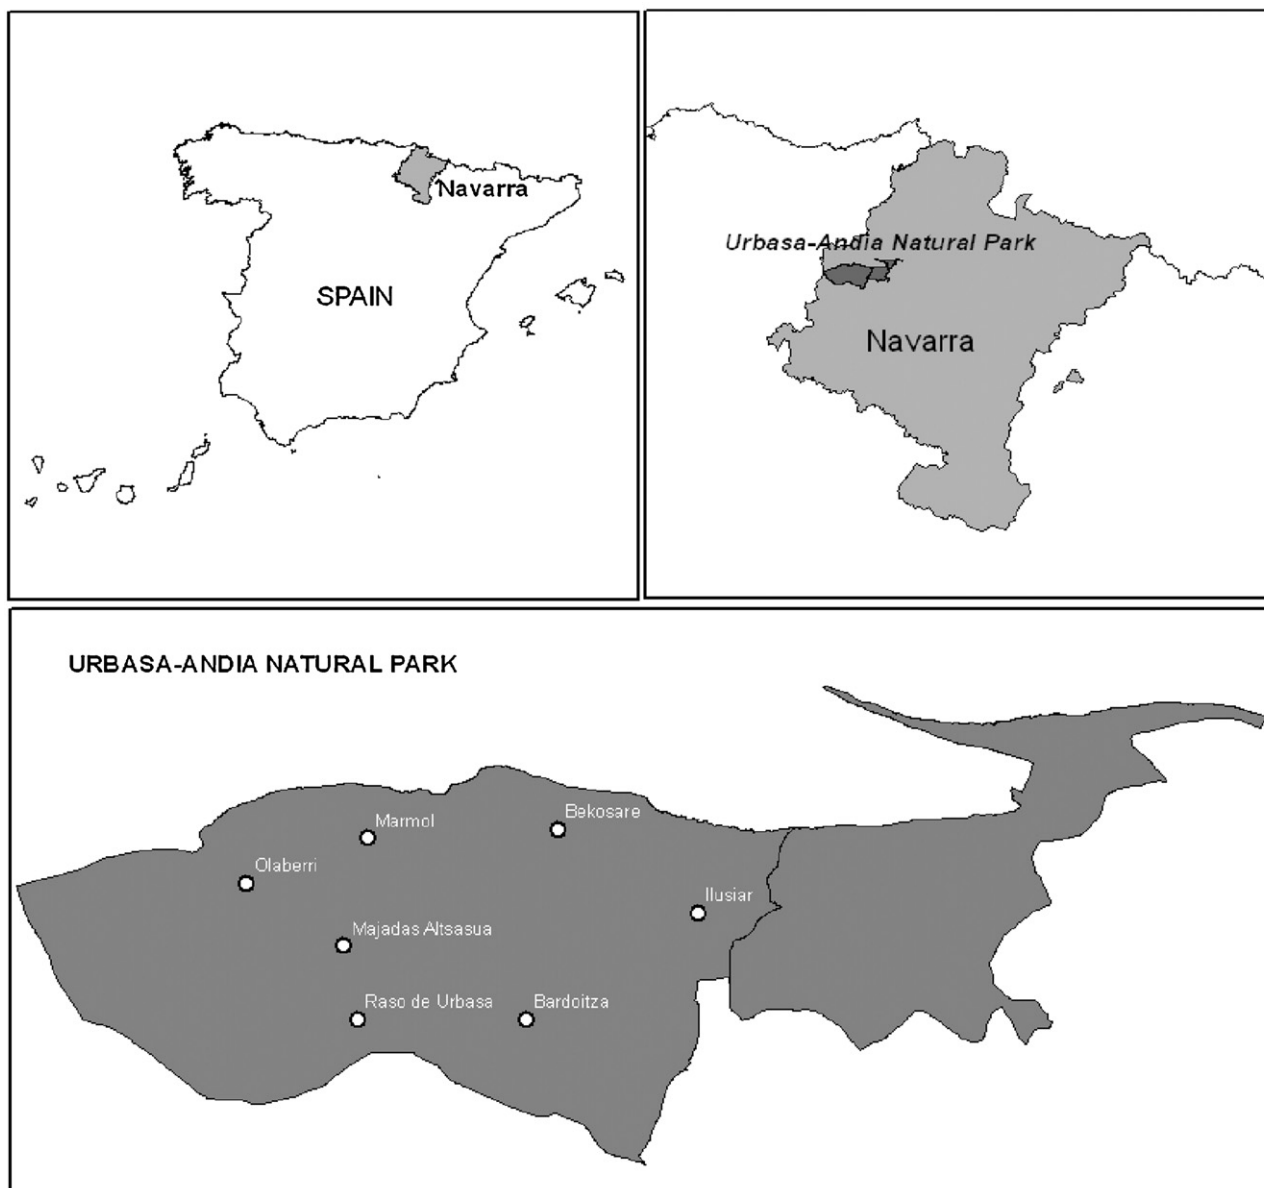 SPAIN
Navarra
Urbasa-Andia Natural Park
Navarra
URBASA-ANDIA NATURAL PARK
Marmol
Bekosare
Olaberri
Ilusiar
Majadas Altsasua
Raso de Urbasa
Bardoitza